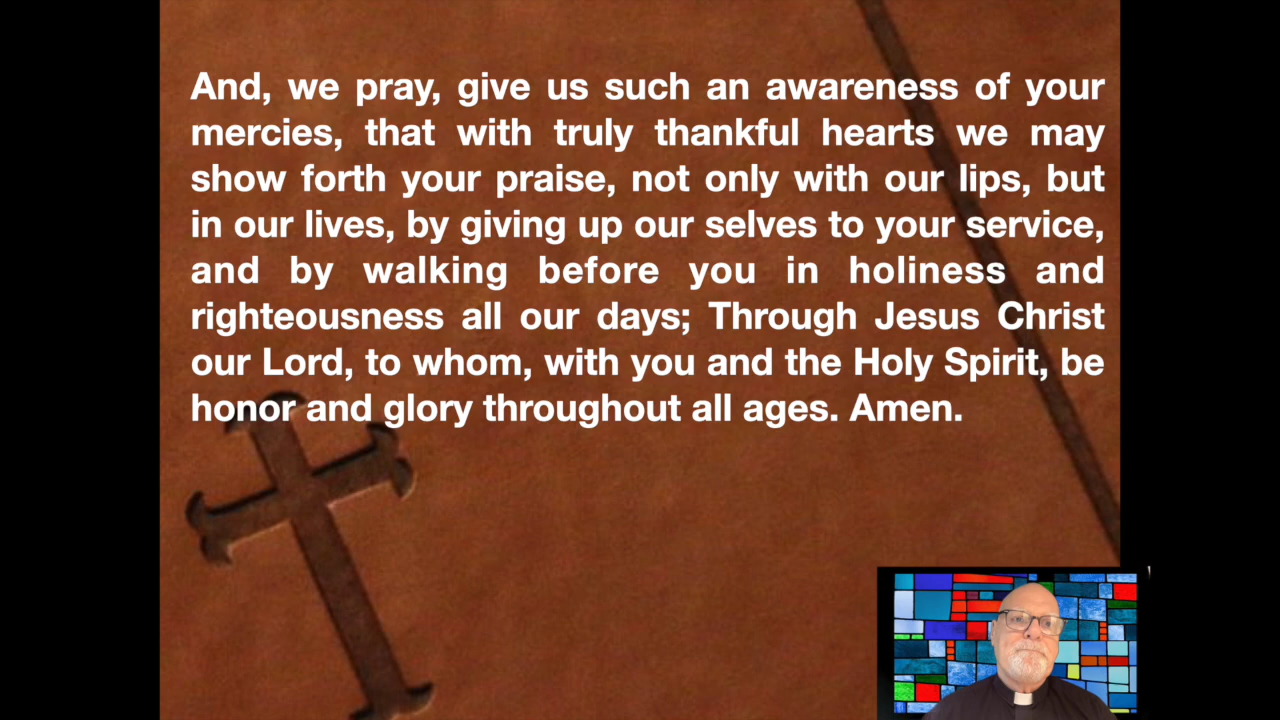 And, we pray, give us such an awareness of your
mercies, that with truly thankful hearts we may
show forth your praise, not only with our lips, but
in our lives, by giving up our selves to your service,
and by walking before you in holiness and
righteousness all our days; Through Jesus Christ
our Lord, to whom, with you and the Holy Spirit, be
honor and glory throughout all ages. Amen.